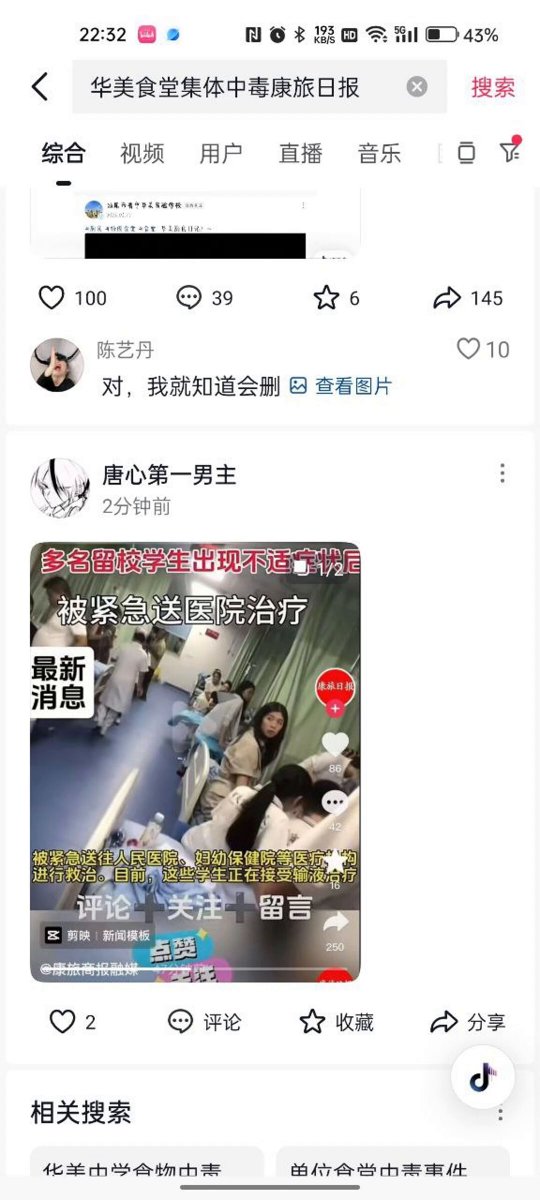 22:32
193
KB/S
HD
5G
43%
华美食堂集体中毒康旅日报
搜索
综合
视频
用户
直播
音乐
100
39
6
145
陈艺丹
10
对，我就知道会删
查看图片
唐心第一男主
2分钟前
多名留校学生出现不适症状后
1/2
被紧急送医院治疗
最新
消息
康旅日报
86
42
被紧急送往人民医院、妇幼保健院等医疗机构
进行救治。目前，这些学生正在接受输液治疗
16
评论➕关注➕留言
250
剪映 | 新闻模板
点赞
@康旅商报融媒
2
评论
收藏
分享
相关搜索
华美中学食物中毒
单位食堂中毒事件